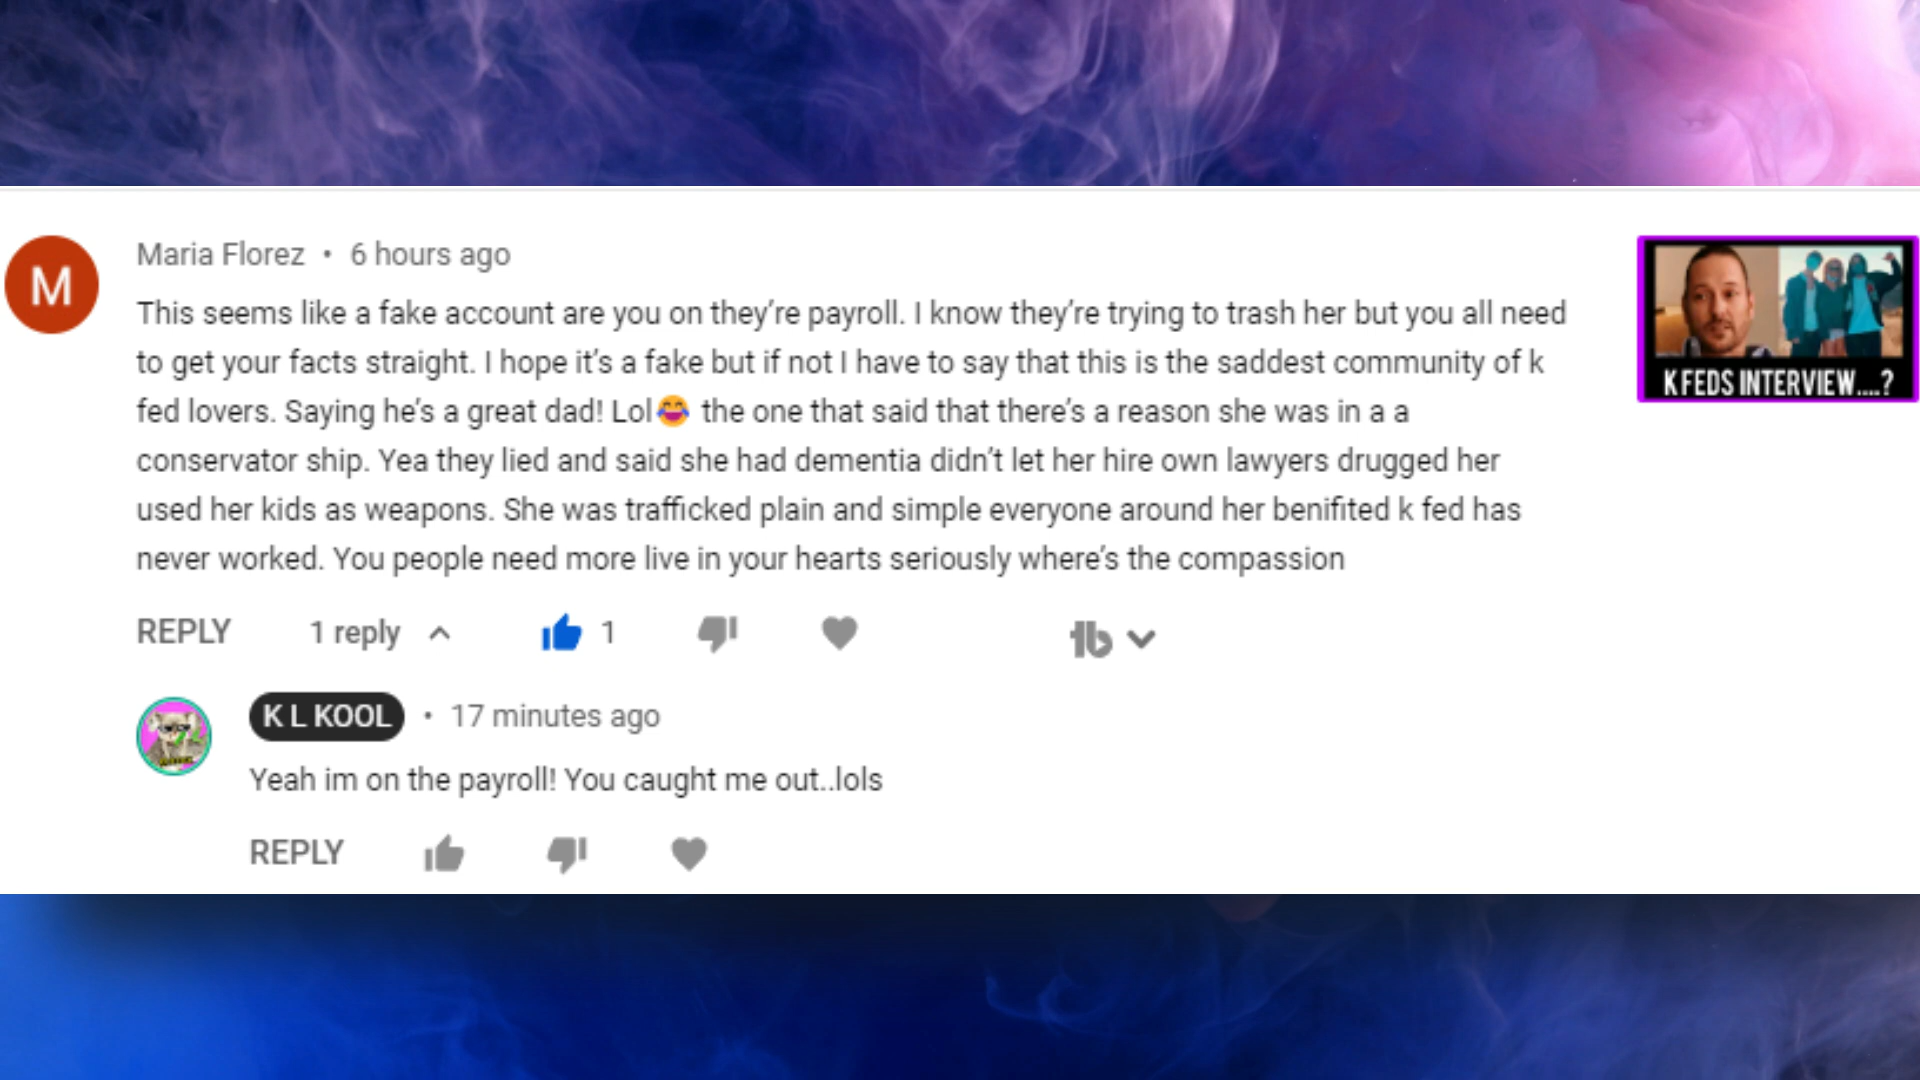 M
Maria Florez • 6 hours ago
This seems like a fake account are you on they’re payroll. I know they’re trying to trash her but you all need
to get your facts straight. I hope it’s a fake but if not I have to say that this is the saddest community of k
fed lovers. Saying he’s a great dad! Lol😂 the one that said that there’s a reason she was in a a
conservator ship. Yea they lied and said she had dementia didn’t let her hire own lawyers drugged her
used her kids as weapons. She was trafficked plain and simple everyone around her benifited k fed has
never worked. You people need more live in your hearts seriously where’s the compassion
K FEDS INTERVIEW....?
REPLY 1 reply 1
K L KOOL • 17 minutes ago
Yeah im on the payroll! You caught me out..lols
REPLY